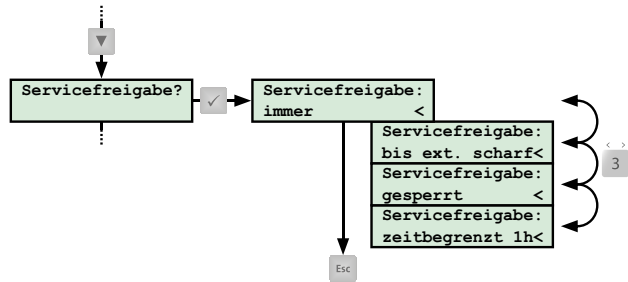 Servicefreigabe?
Servicefreigabe:
immer <
Servicefreigabe:
bis ext. scharf<
Servicefreigabe:
gesperrt <
Servicefreigabe:
zeitbegrenzt 1h<
< >
3
Esc